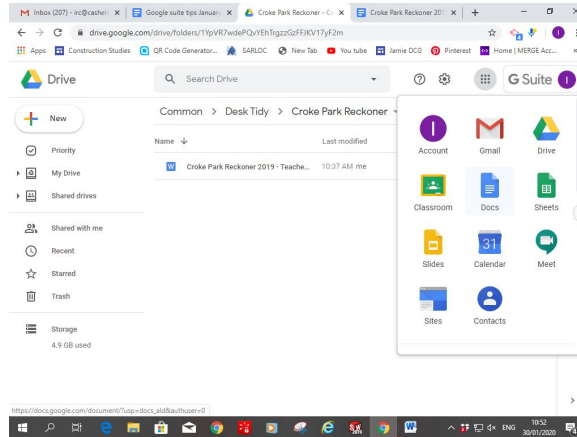 Inbox (207) - irc@casheli
Google suite tips January
Croke Park Reckoner - Co
Croke Park Reckoner 201
drive.google.com/drive/folders/1YpVR7wdePQvYEhTrgzzGzFFJKV17yF2m
Apps
Construction Studies
QR Code Generator...
SARLOC
New Tab
You tube
Jamie DCG
Pinterest
Home | MERGE Acc...
Drive
Search Drive
G Suite
I
New
Common > Desk Tidy > Croke Park Reckoner
Name
Last modified
Priority
W Croke Park Reckoner 2019 - Teache...
10:37 AM me
My Drive
Shared drives
Shared with me
Recent
Starred
Trash
Storage
4.9 GB used
I
Account
Gmail
Drive
Classroom
Docs
Sheets
31
Slides
Calendar
Meet
Sites
Contacts
https://docs.google.com/document/?usp=docs_ald&authuser=0
ENG
10:52
30/01/2020